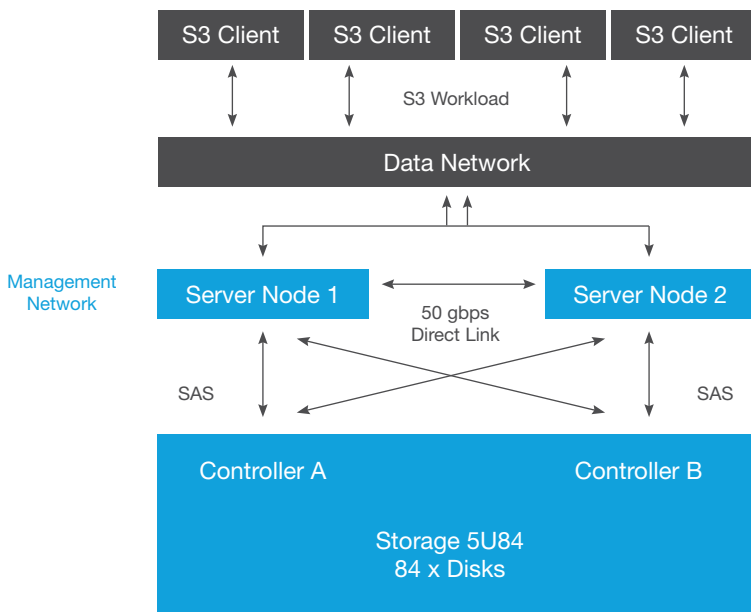 S3 Client
S3 Client
S3 Client
S3 Client
S3 Workload
Data Network
Management
Network
Server Node 1
Server Node 2
50 gbps
Direct Link
SAS
SAS
Controller A
Controller B
Storage 5U84
84 x Disks